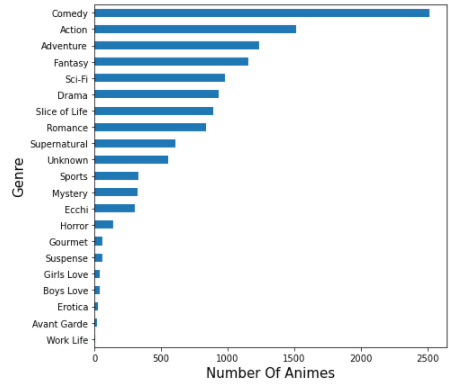 Comedy
Action
Adventure
Fantasy
Sci-Fi
Drama
Slice of Life
Romance
Supernatural
Unknown
Sports
Mystery
Ecchi
Horror
Gourmet
Suspense
Girls Love
Boys Love
Erotica
Avant Garde
Work Life
Genre
0 500 1000 1500 2000 2500
Number Of Animes